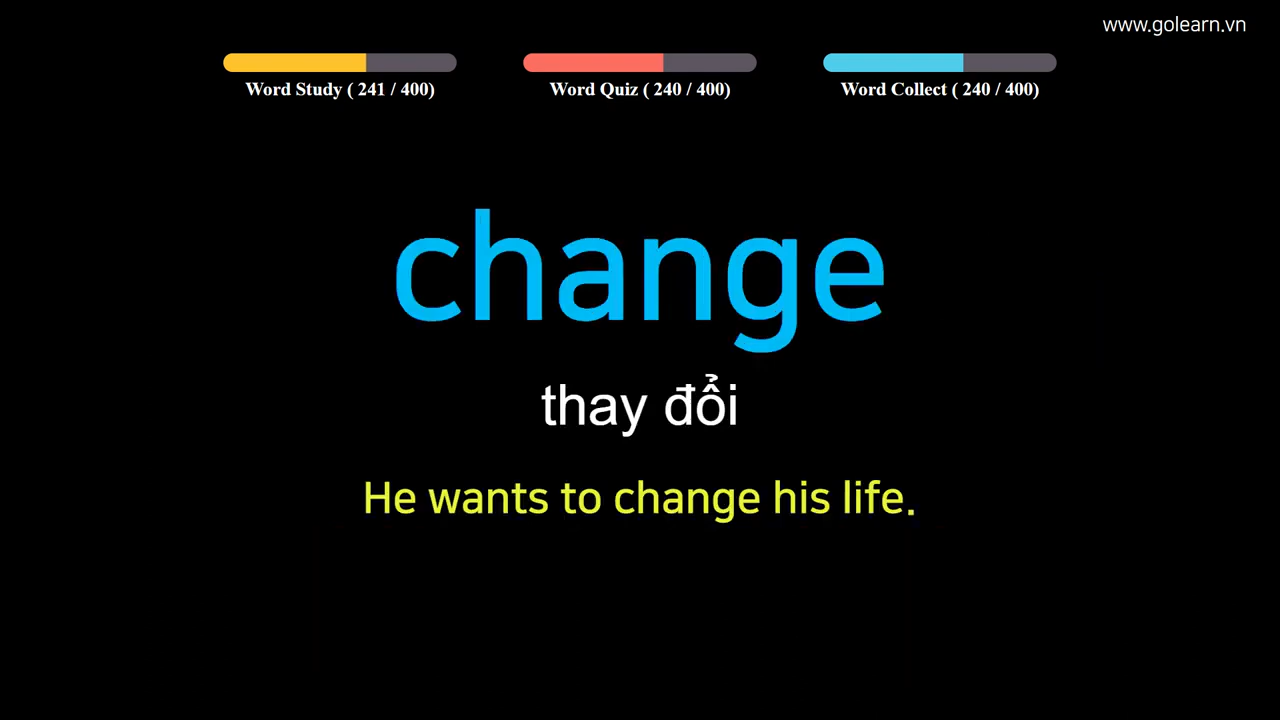 www.golearn.vn
Word Study ( 241 / 400)
Word Quiz ( 240 / 400)
Word Collect ( 240 / 400)
change
thay đổi
He wants to change his life.